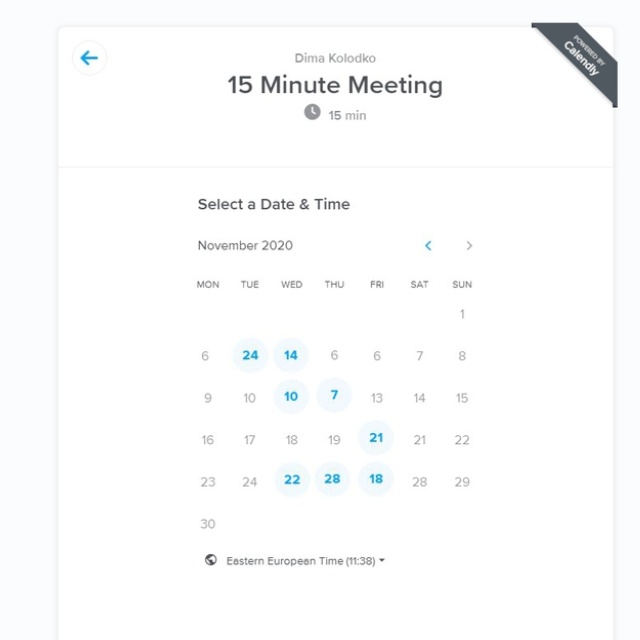 POWERED BY
Calendly
Dima Kolodko
15 Minute Meeting
15 min
Select a Date & Time
November 2020
MON TUE WED THU FRI SAT SUN
1
6 24 14 6 6 7 8
9 10 10 7 13 14 15
16 17 18 19 21 21 22
23 24 22 28 18 28 29
30
Eastern European Time (11:38)